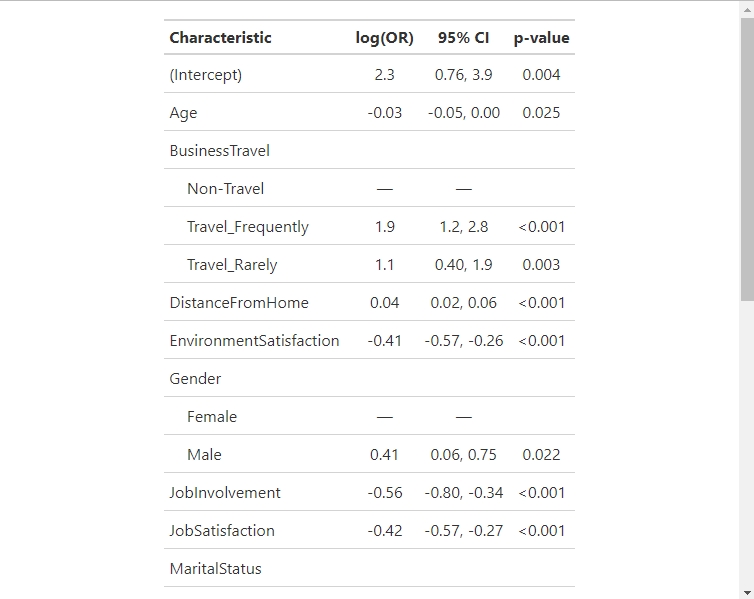 Characteristic log(OR) 95% CI p-value
(Intercept) 2.3 0.76, 3.9 0.004
Age -0.03 -0.05, 0.00 0.025
BusinessTravel
Non-Travel — —
Travel_Frequently 1.9 1.2, 2.8 <0.001
Travel_Rarely 1.1 0.40, 1.9 0.003
DistanceFromHome 0.04 0.02, 0.06 <0.001
EnvironmentSatisfaction -0.41 -0.57, -0.26 <0.001
Gender
Female — —
Male 0.41 0.06, 0.75 0.022
JobInvolvement -0.56 -0.80, -0.34 <0.001
JobSatisfaction -0.42 -0.57, -0.27 <0.001
MaritalStatus